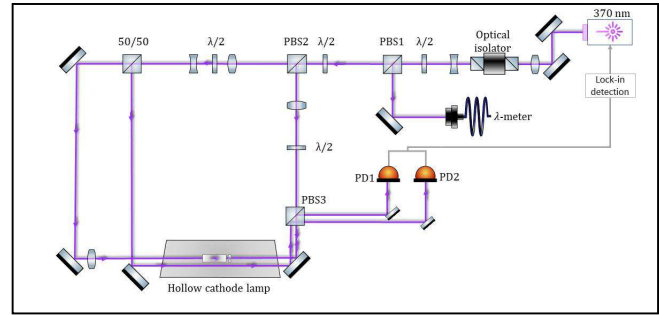 370 nm
Optical
isolator
50/50
λ/2
PBS2
λ/2
PBS1
λ/2
Lock-in
detection
λ-meter
λ/2
PD1
PD2
PBS3
Hollow cathode lamp